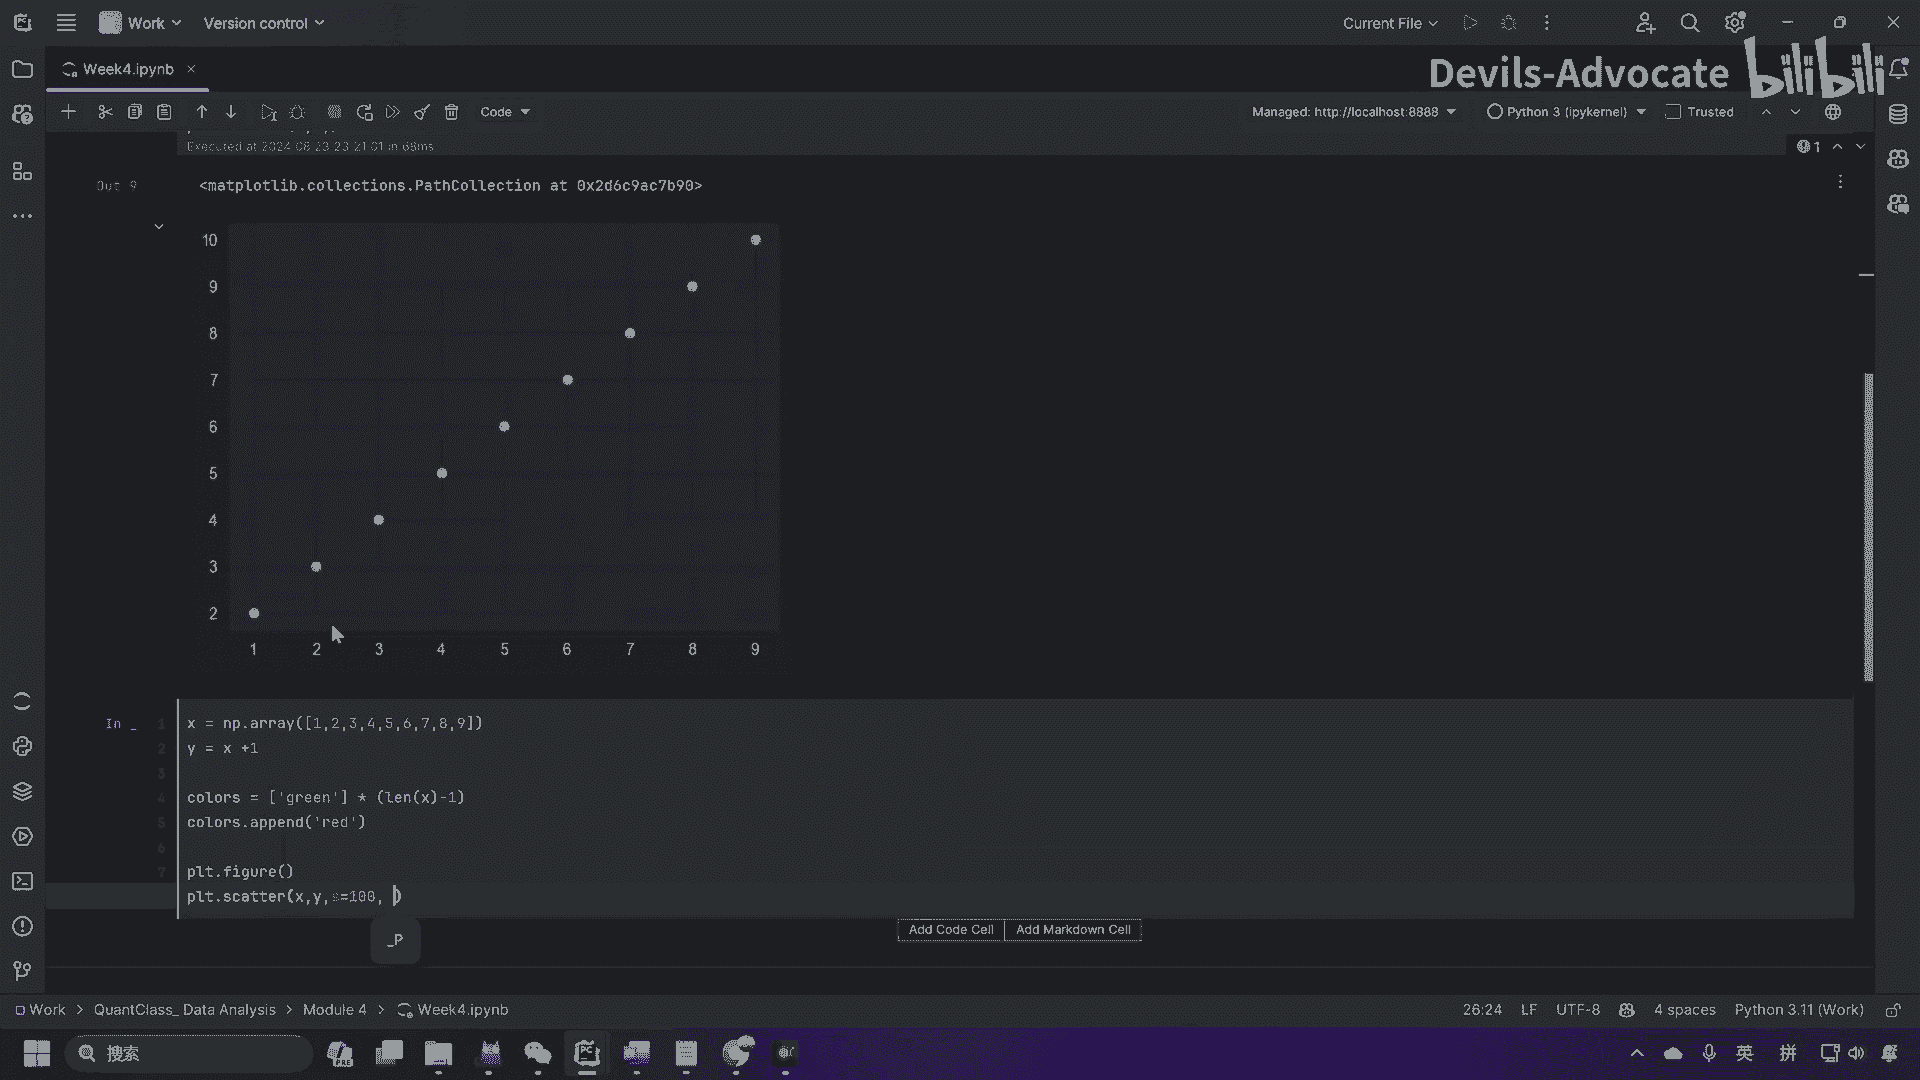 Work
Version control
Current File
Week4.ipynb
Devils-Advocate
bilibili
Code
Managed: http://localhost:8888
Python 3 (ipykernel)
Trusted
Executed at 2024 08 23 23 21 01 in 68ms
1
Out 9
<matplotlib.collections.PathCollection at 0x2d6c9ac7b90>
10
9
8
7
6
5
4
3
2
1 2 3 4 5 6 7 8 9
In _
1 x = np.array([1,2,3,4,5,6,7,8,9])
2 y = x +1
3
4 colors = ['green'] * (len(x)-1)
5 colors.append('red')
6
7 plt.figure()
plt.scatter(x,y,s=100, )
_P
Add Code Cell
Add Markdown Cell
Work > QuantClass_ Data Analysis > Module 4 > Week4.ipynb
26:24 LF UTF-8 4 spaces Python 3.11 (Work)
搜索
英
拼